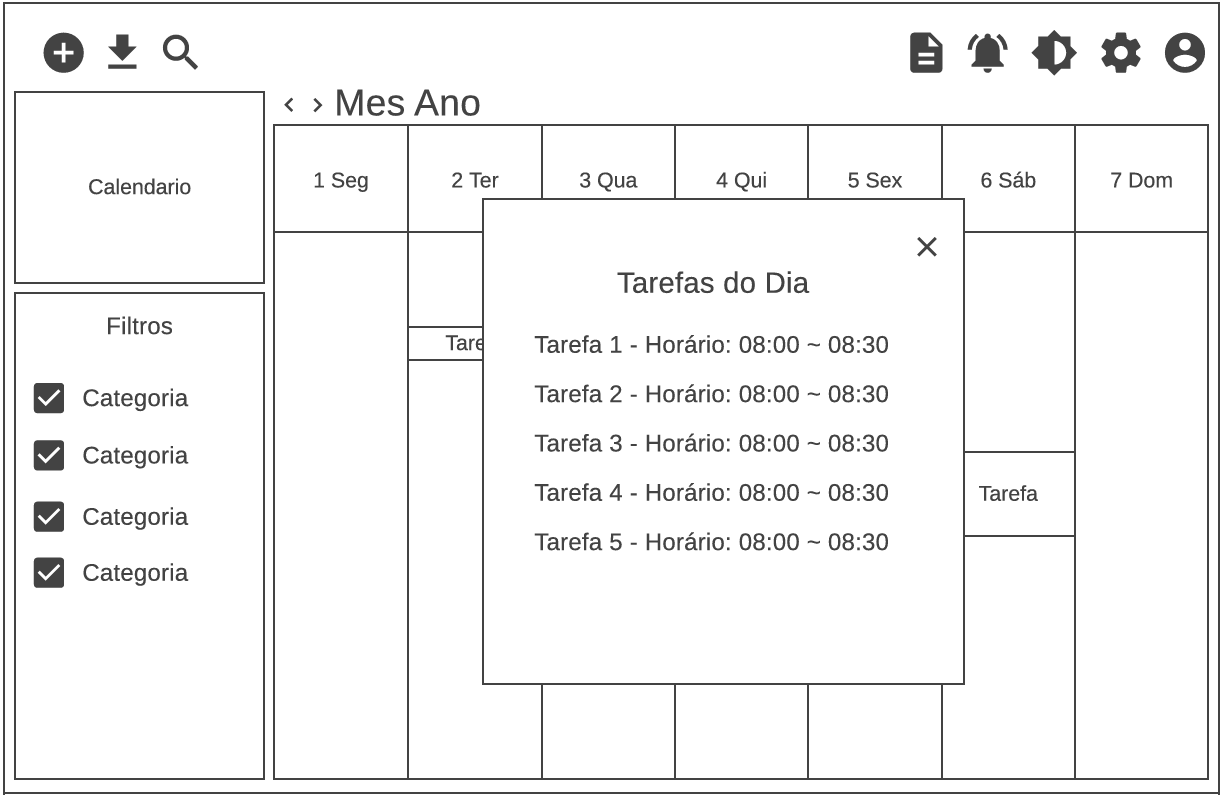 Mes Ano
Calendario
1 Seg
2 Ter
3 Qua
4 Qui
5 Sex
6 Sáb
7 Dom
Filtros
Categoria
Categoria
Categoria
Categoria
Tare
Tarefas do Dia
Tarefa 1 - Horário: 08:00 ~ 08:30
Tarefa 2 - Horário: 08:00 ~ 08:30
Tarefa 3 - Horário: 08:00 ~ 08:30
Tarefa 4 - Horário: 08:00 ~ 08:30
Tarefa 5 - Horário: 08:00 ~ 08:30
Tarefa